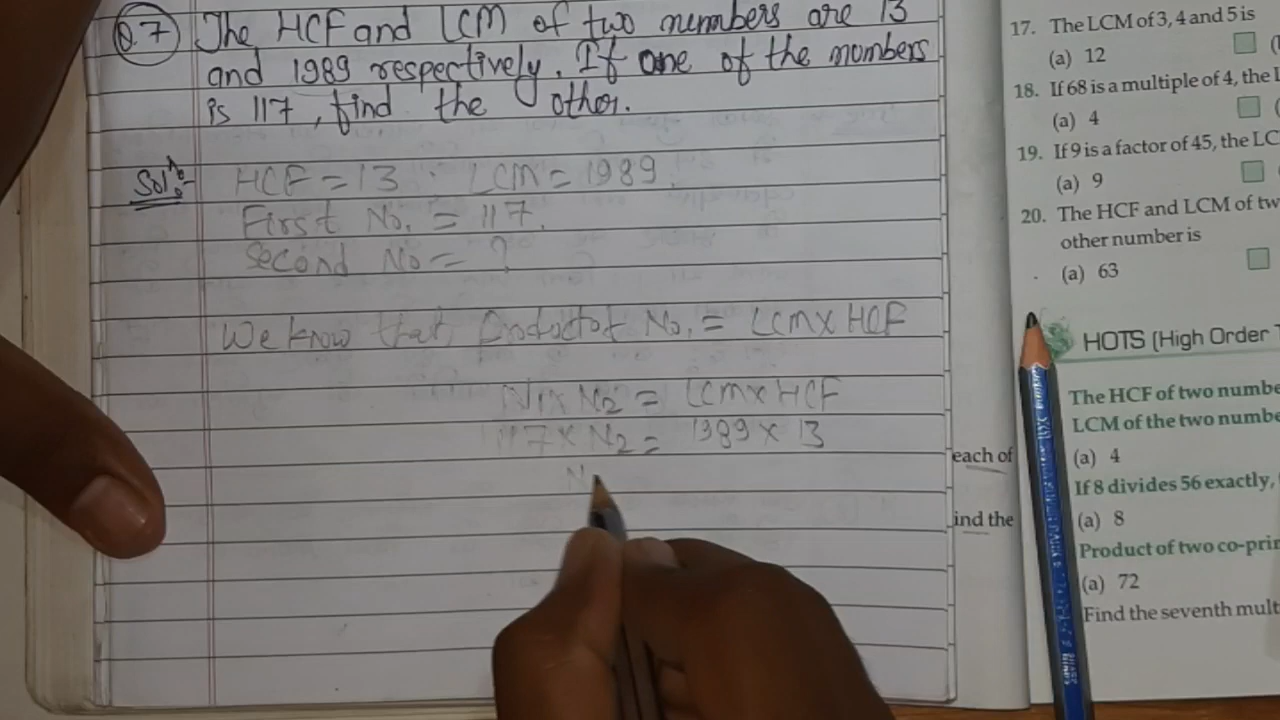 Q.7 The HCF and LCM of two numbers are 13
and 1989 respectively. If one of the numbers
is 117, find the other.
Soln:- HCF = 13 : LCM = 1989.
First No. = 117.
Second No = ?
We know that, Product of No. = LCM x HCF
N1 x N2 = LCM x HCF
117 x N2 = 1989 x 13
N
each of
ind the
17. The LCM of 3, 4 and 5 is
(a) 12
18. If 68 is a multiple of 4, the L
(a) 4
19. If 9 is a factor of 45, the LC
(a) 9
20. The HCF and LCM of tw
other number is
(a) 63
HOTS (High Order T
The HCF of two numbe
LCM of the two numbe
(a) 4
If 8 divides 56 exactly,
(a) 8
Product of two co-prin
(a) 72
Find the seventh mult